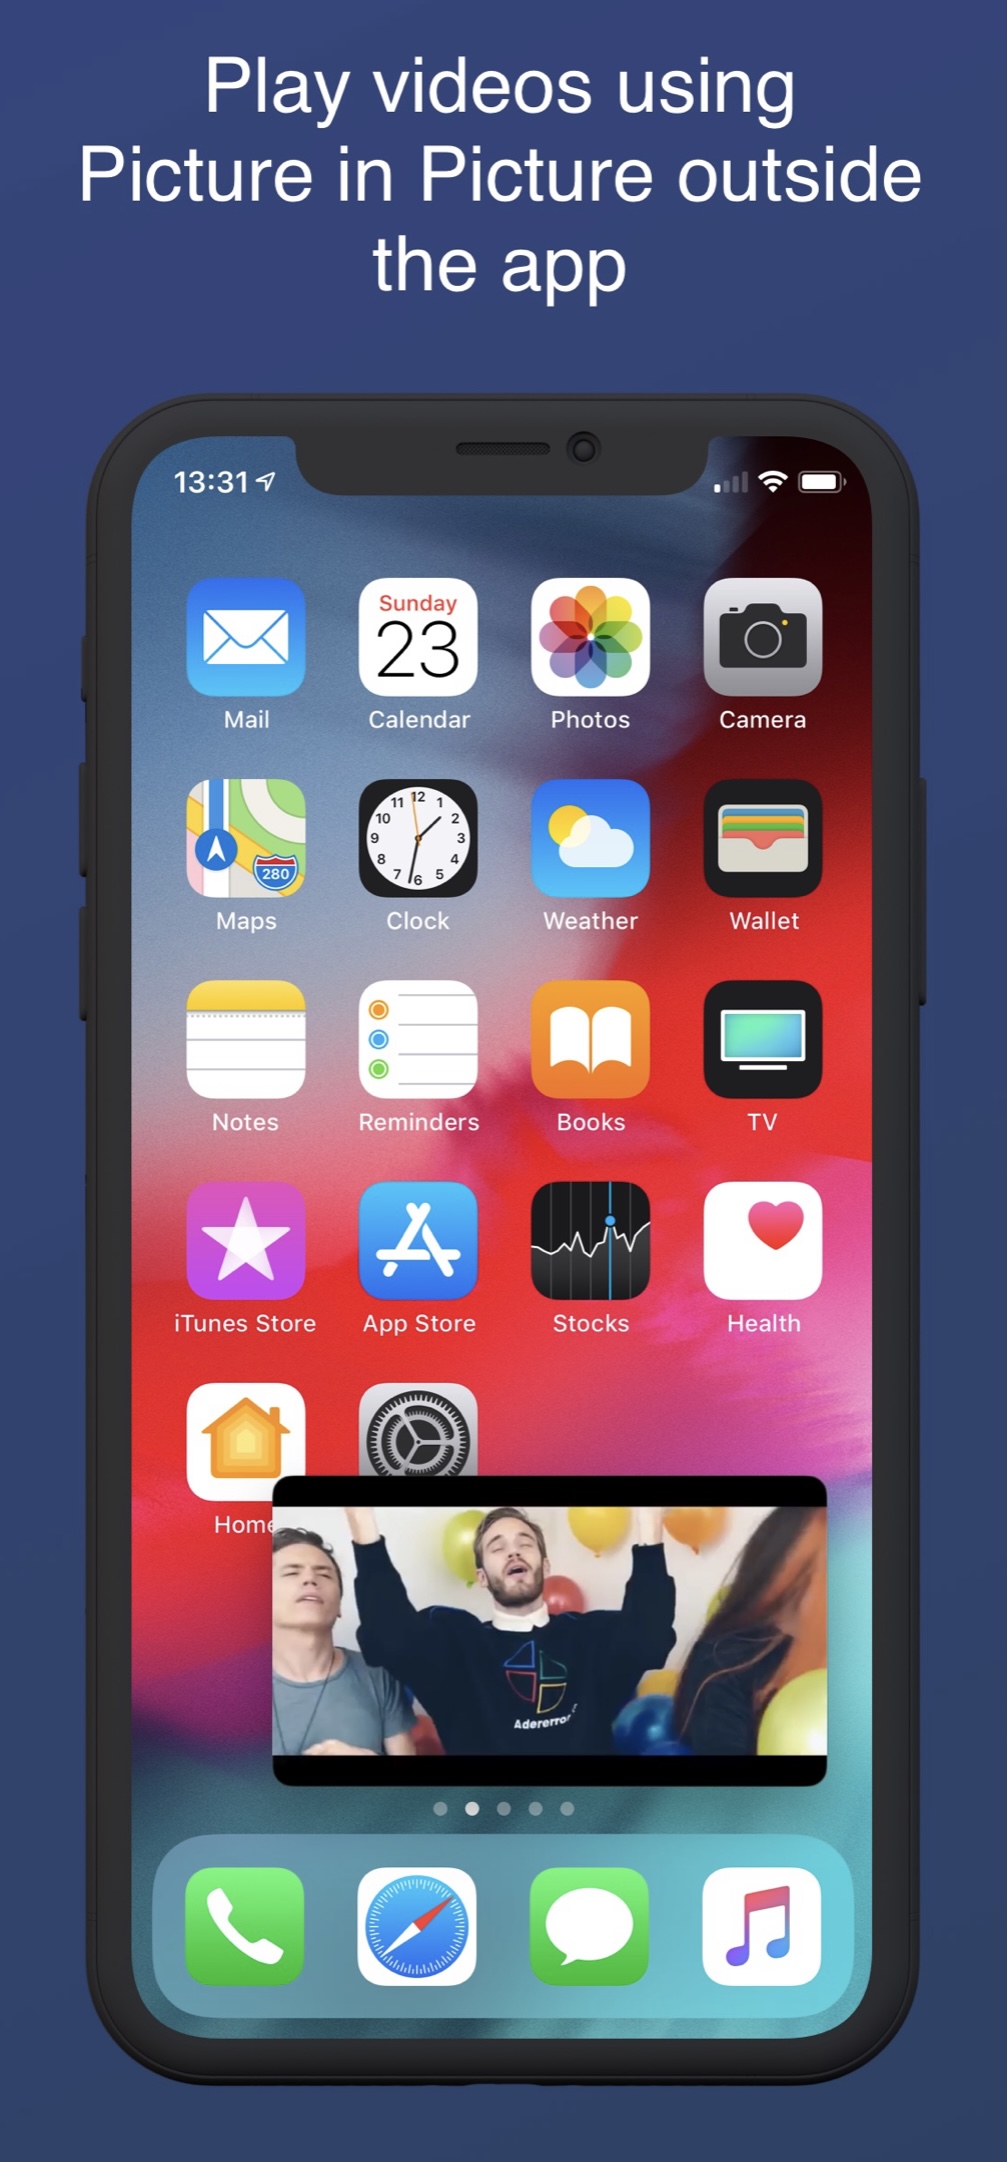 Play videos using
Picture in Picture outside
the app
13:31
Sunday
23
Mail Calendar Photos Camera
12
11 1
10 2
9 3
8 4
7 5
6
280
Maps Clock Weather Wallet
Notes Reminders Books TV
iTunes Store App Store Stocks Health
Home
Adererror